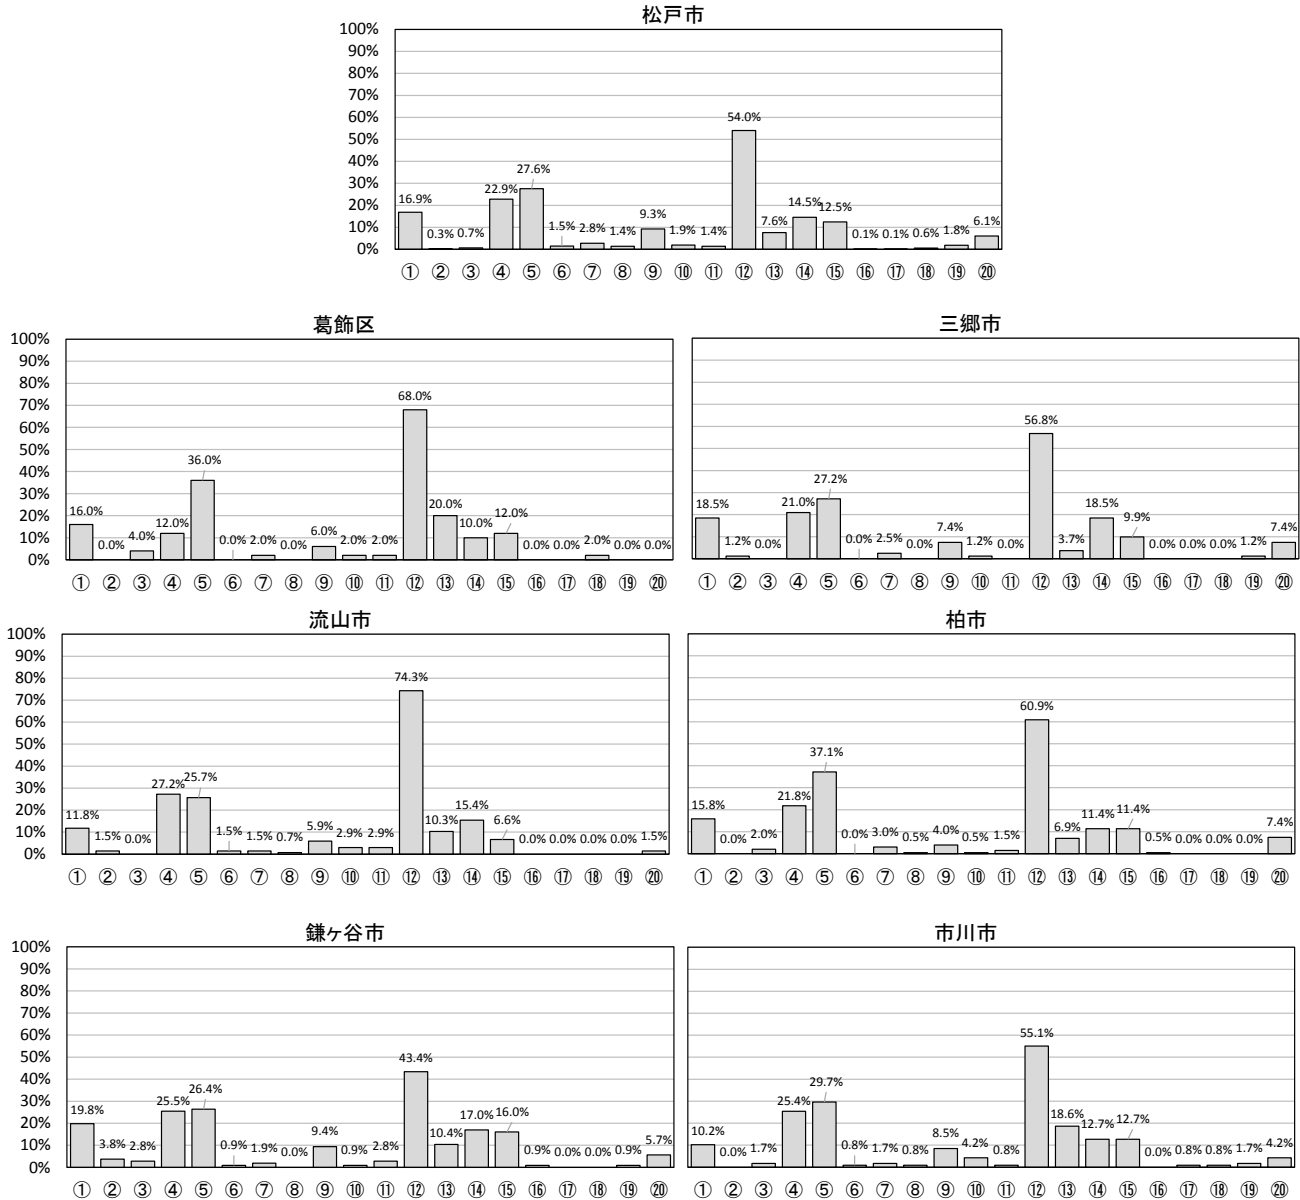 松戸市
100%
90%
80%
70%
60%
50%
40%
30%
20%
10%
0%
16.9% 0.3% 0.7% 22.9% 27.6% 1.5% 2.8% 1.4% 9.3% 1.9% 1.4% 54.0% 7.6% 14.5% 12.5% 0.1% 0.1% 0.6% 1.8% 6.1%
① ② ③ ④ ⑤ ⑥ ⑦ ⑧ ⑨ ⑩ ⑪ ⑫ ⑬ ⑭ ⑮ ⑯ ⑰ ⑱ ⑲ ⑳
葛飾区
100%
90%
80%
70%
60%
50%
40%
30%
20%
10%
0%
16.0% 0.0% 4.0% 12.0% 36.0% 0.0% 2.0% 0.0% 6.0% 2.0% 2.0% 68.0% 20.0% 10.0% 12.0% 0.0% 0.0% 2.0% 0.0% 0.0%
① ② ③ ④ ⑤ ⑥ ⑦ ⑧ ⑨ ⑩ ⑪ ⑫ ⑬ ⑭ ⑮ ⑯ ⑰ ⑱ ⑲ ⑳
三郷市
18.5% 1.2% 0.0% 21.0% 27.2% 0.0% 2.5% 0.0% 7.4% 1.2% 0.0% 56.8% 3.7% 18.5% 9.9% 0.0% 0.0% 0.0% 1.2% 7.4%
① ② ③ ④ ⑤ ⑥ ⑦ ⑧ ⑨ ⑩ ⑪ ⑫ ⑬ ⑭ ⑮ ⑯ ⑰ ⑱ ⑲ ⑳
流山市
100%
90%
80%
70%
60%
50%
40%
30%
20%
10%
0%
11.8% 1.5% 0.0% 27.2% 25.7% 1.5% 1.5% 0.7% 5.9% 2.9% 2.9% 74.3% 10.3% 15.4% 6.6% 0.0% 0.0% 0.0% 0.0% 1.5%
① ② ③ ④ ⑤ ⑥ ⑦ ⑧ ⑨ ⑩ ⑪ ⑫ ⑬ ⑭ ⑮ ⑯ ⑰ ⑱ ⑲ ⑳
柏市
15.8% 0.0% 2.0% 21.8% 37.1% 0.0% 3.0% 0.5% 4.0% 0.5% 1.5% 60.9% 6.9% 11.4% 11.4% 0.5% 0.0% 0.0% 0.0% 7.4%
① ② ③ ④ ⑤ ⑥ ⑦ ⑧ ⑨ ⑩ ⑪ ⑫ ⑬ ⑭ ⑮ ⑯ ⑰ ⑱ ⑲ ⑳
鎌ヶ谷市
100%
90%
80%
70%
60%
50%
40%
30%
20%
10%
0%
19.8% 3.8% 2.8% 25.5% 26.4% 0.9% 1.9% 0.0% 9.4% 0.9% 2.8% 43.4% 10.4% 17.0% 16.0% 0.9% 0.0% 0.0% 0.9% 5.7%
① ② ③ ④ ⑤ ⑥ ⑦ ⑧ ⑨ ⑩ ⑪ ⑫ ⑬ ⑭ ⑮ ⑯ ⑰ ⑱ ⑲ ⑳
市川市
10.2% 0.0% 1.7% 25.4% 29.7% 0.8% 1.7% 0.8% 8.5% 4.2% 0.8% 55.1% 18.6% 12.7% 12.7% 0.0% 0.8% 0.8% 1.7% 4.2%
① ② ③ ④ ⑤ ⑥ ⑦ ⑧ ⑨ ⑩ ⑪ ⑫ ⑬ ⑭ ⑮ ⑯ ⑰ ⑱ ⑲ ⑳